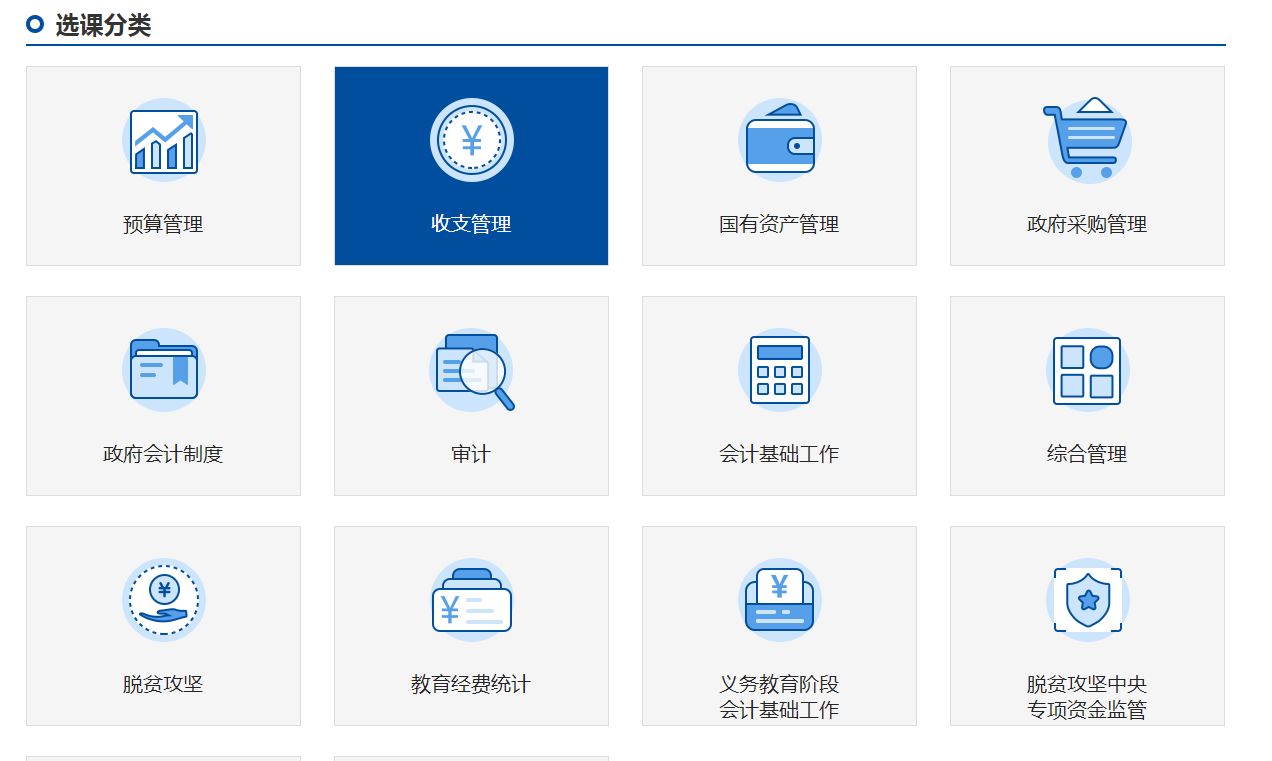 选课分类
预算管理
收支管理
国有资产管理
政府采购管理
政府会计制度
审计
会计基础工作
综合管理
脱贫攻坚
教育经费统计
义务教育阶段
会计基础工作
脱贫攻坚中央
专项资金监管